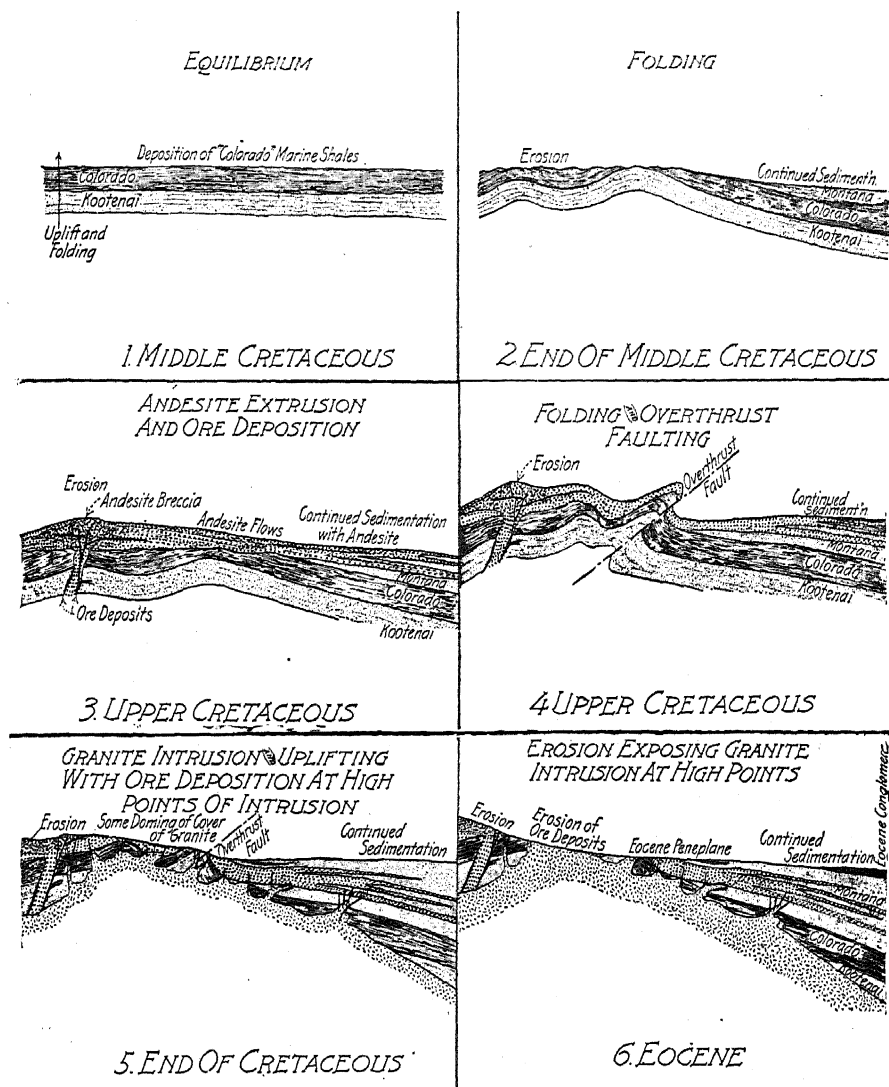 EQUILIBRIUM
Deposition of "Colorado" Marine Shales
Colorado
Kootenai
Uplift and
Folding
1. MIDDLE CRETACEOUS
FOLDING
Erosion
Continued Sediment'n.
Montana
Colorado
Kootenai
2. END OF MIDDLE CRETACEOUS
ANDESITE EXTRUSION
AND ORE DEPOSITION
Erosion
Andesite Breccia
Andesite Flows
Continued Sedimentation
with Andesite
Montana
Colorado
Kootenai
Ore Deposits
3. UPPER CRETACEOUS
FOLDING AND OVERTHRUST
FAULTING
Erosion
Overthrust
Fault
Continued
Sediment'n
Montana
Colorado
Kootenai
4 UPPER CRETACEOUS
GRANITE INTRUSION AND UPLIFTING
WITH ORE DEPOSITION AT HIGH
POINTS OF INTRUSION
Erosion
Some Doming of Cover
of Granite
Overthrust
Fault
Continued
Sedimentation
5. END OF CRETACEOUS
EROSION EXPOSING GRANITE
INTRUSION AT HIGH POINTS
Erosion
Erosion of
Ore Deposits
Eocene Peneplane
Continued
Sedimentation
Eocene Conglomerate
Montana
Colorado
Kootenai
6. EOCENE